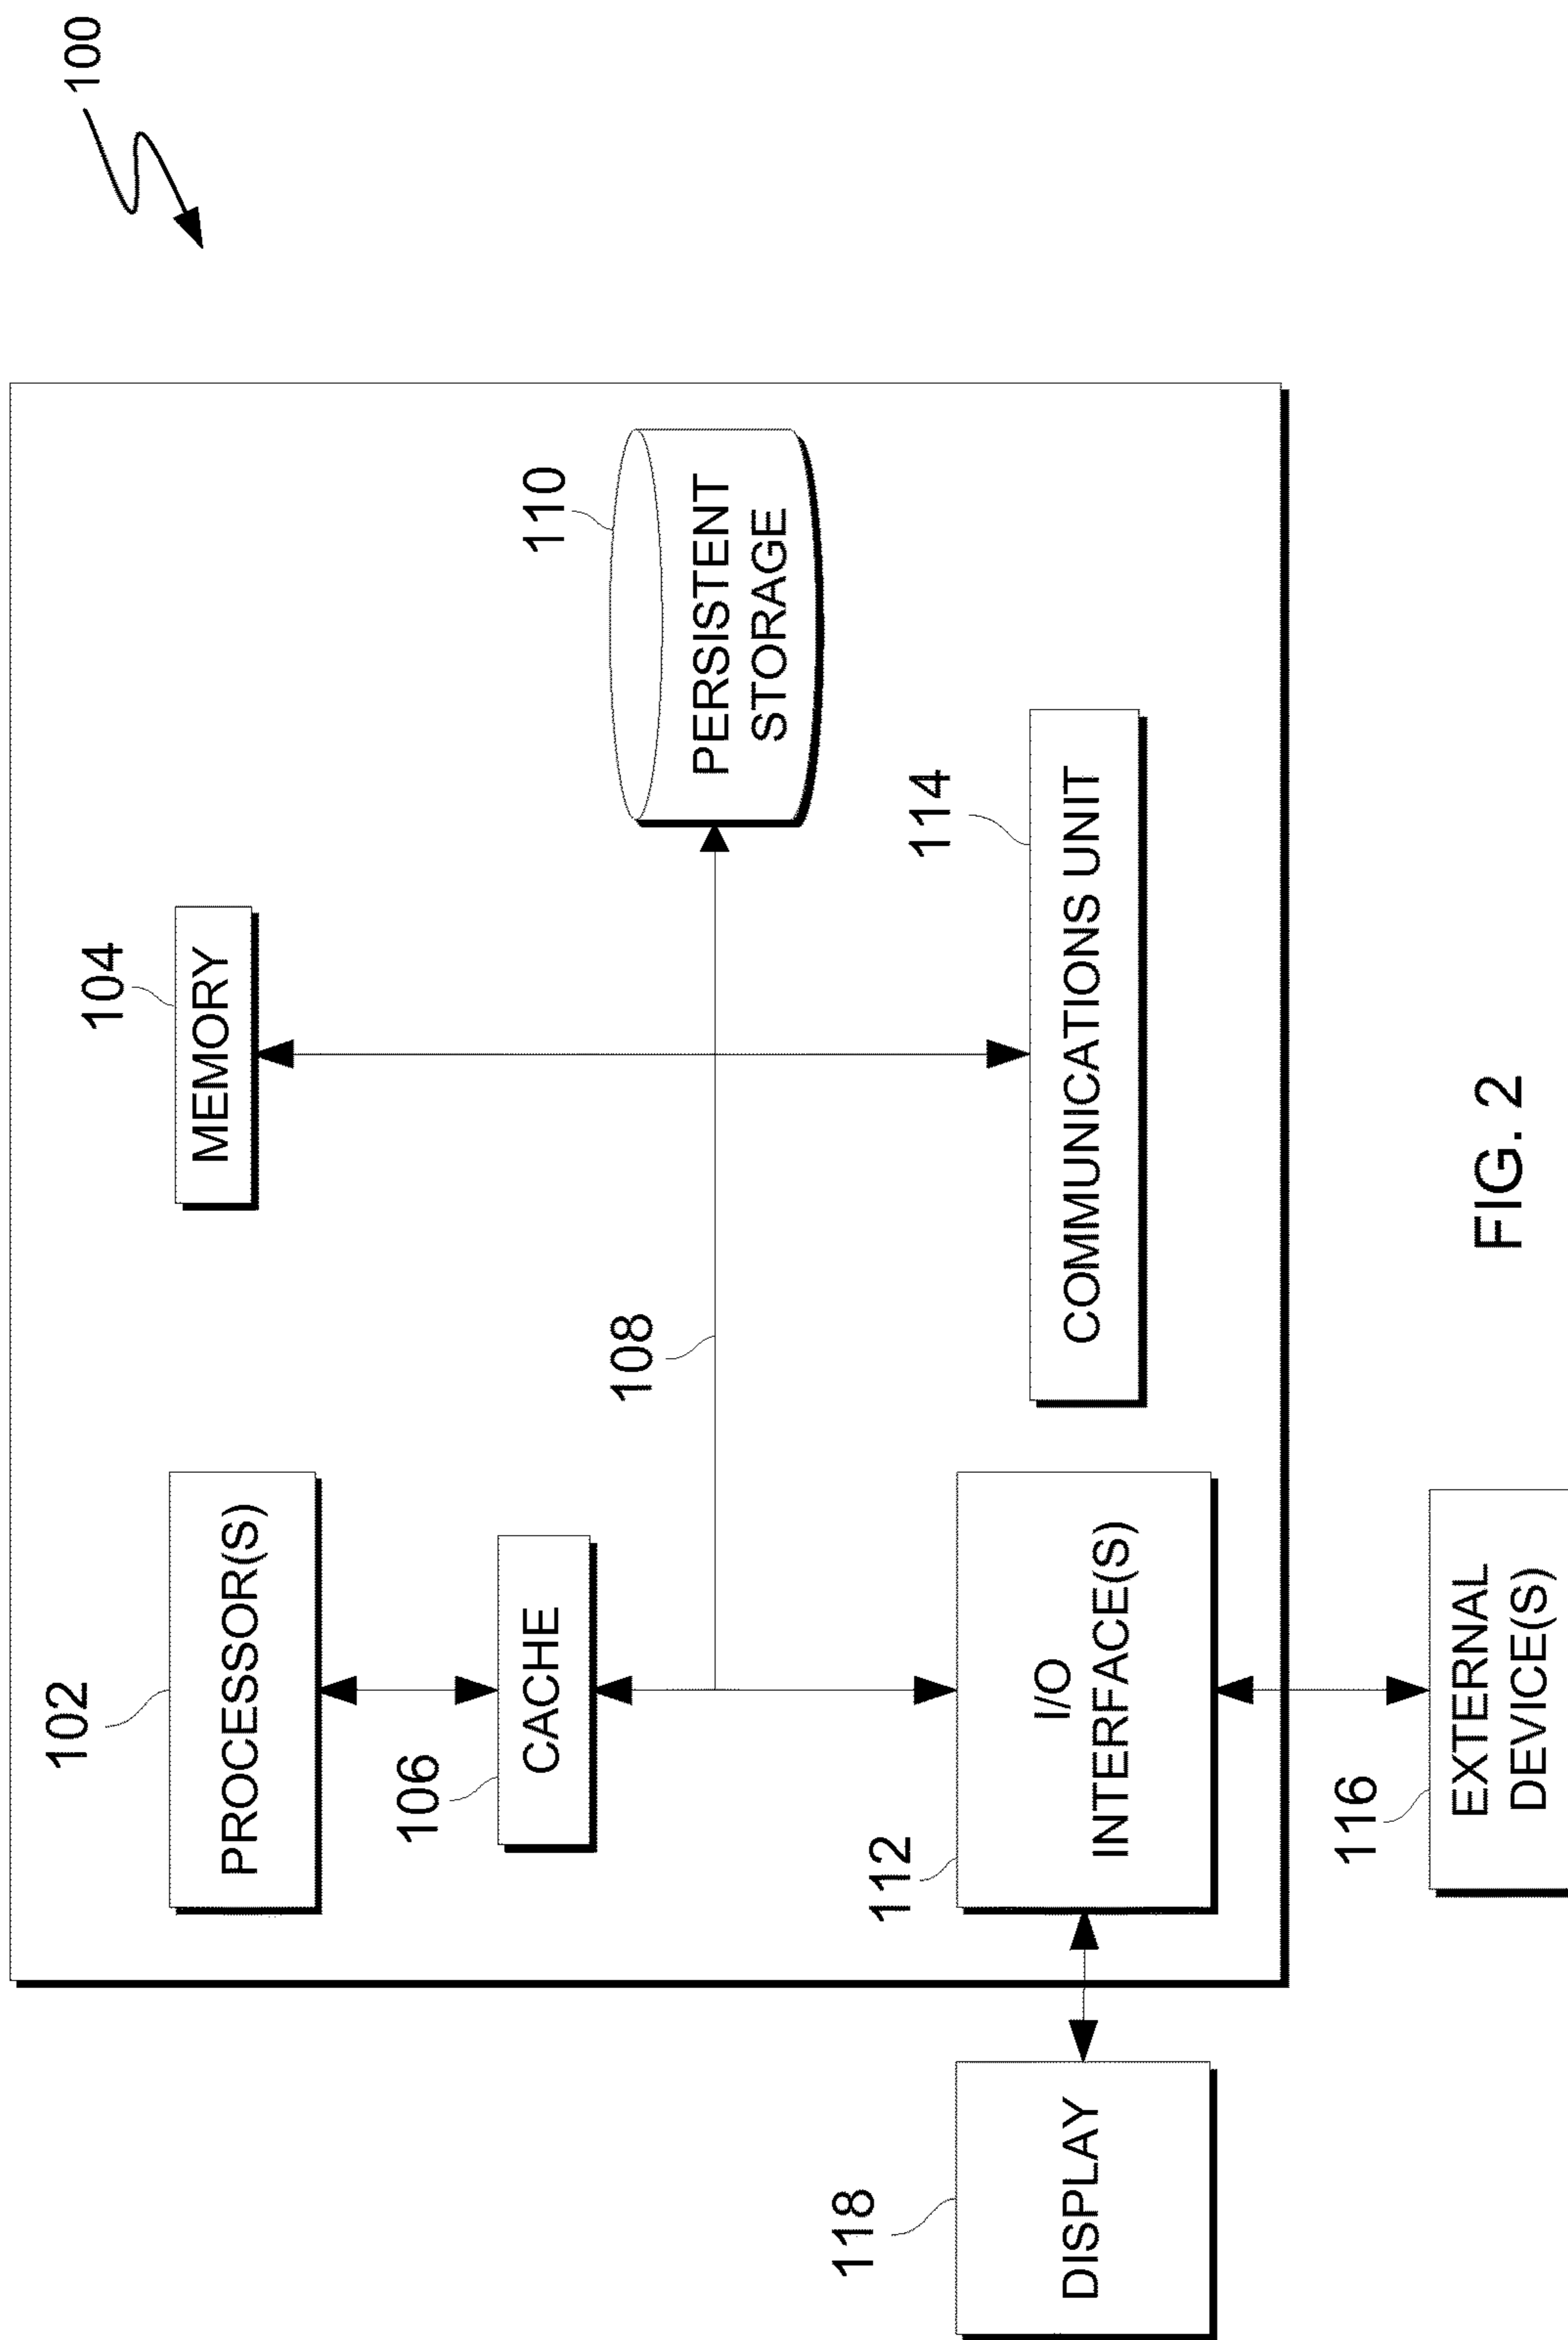 100
102
PROCESSOR(S)
104
MEMORY
106
CACHE
108
110
PERSISTENT
STORAGE
112
I/O
INTERFACE(S)
114
COMMUNICATIONS UNIT
118
DISPLAY
116
EXTERNAL
DEVICE(S)
FIG. 2